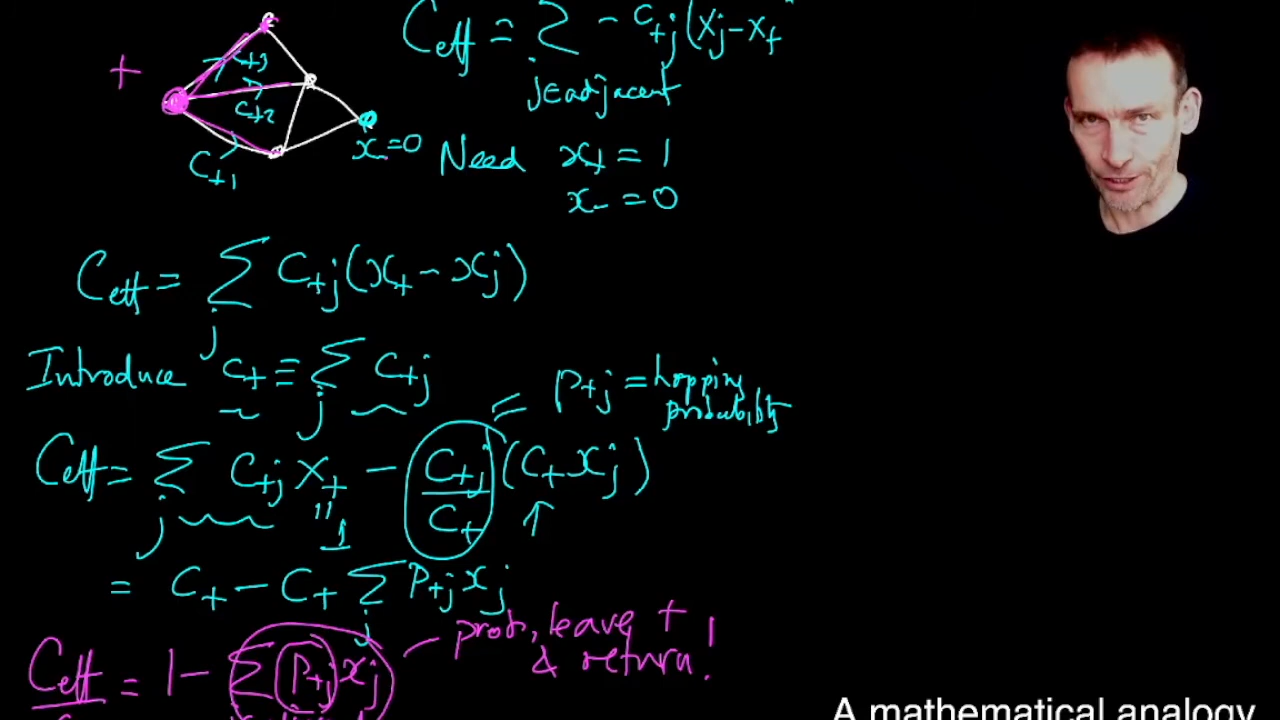 +
C+3
C+2
C+1
x=0
Ceff = ∑ - C+j(xj-x+
j∈adjacent
Need x+ = 1
x- = 0
Ceff = ∑ C+j(x+ - xj)
j
Introduce C+ ≡ ∑ C+j
j
= P+j = hopping
probability
Ceff = ∑ C+j x+ - C+j/C+ (C+ xj)
j
" 1 ↑
= C+ - C+ ∑ P+j xj
j
prob, leave +
& return!
Ceff = 1 - ∑ P+j xj
A mathematical analogy